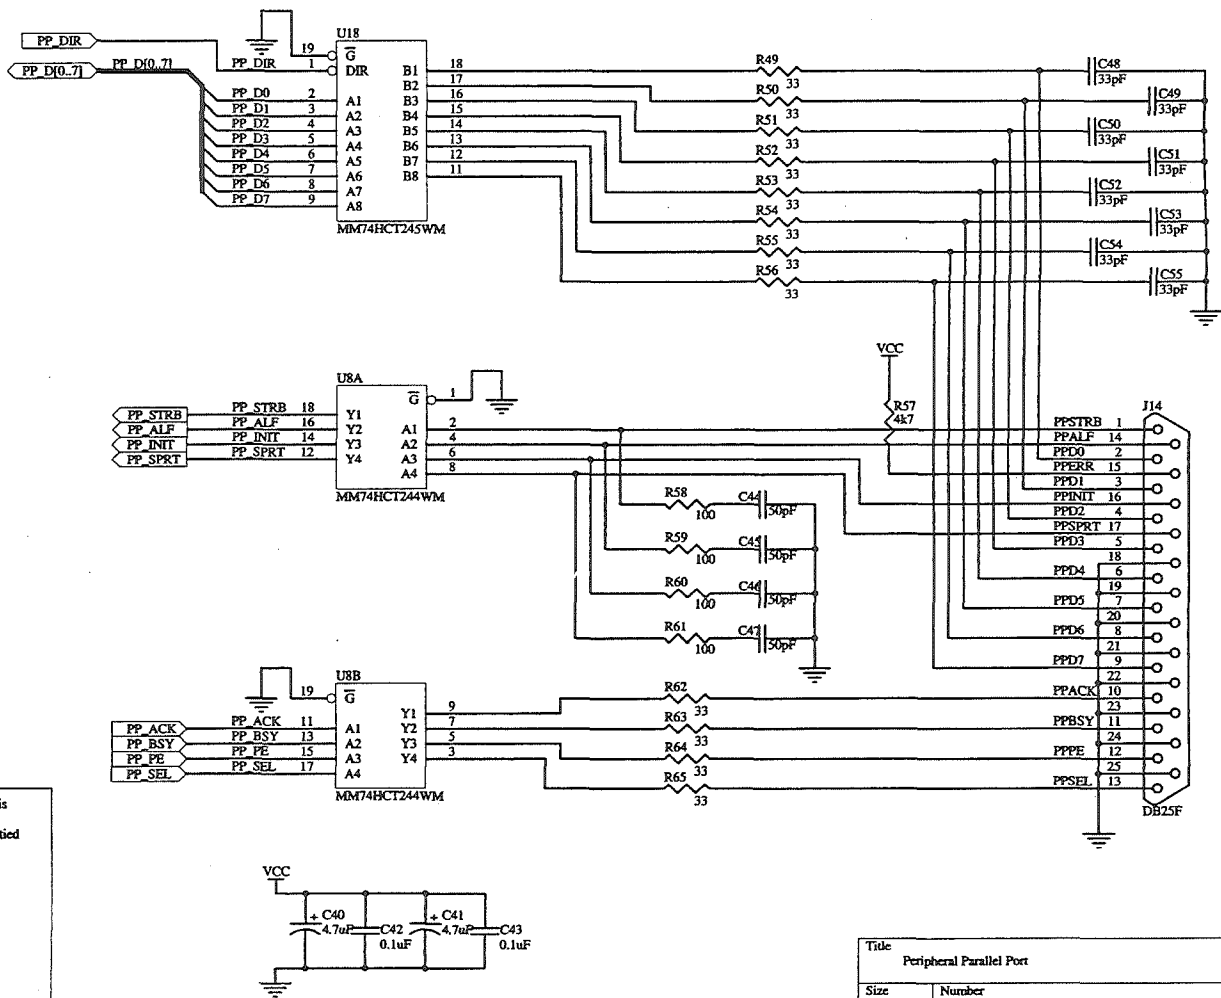 PP_DIR
PP_D[0..7]
PP_D[0..7]
PP_DIR
U18
19 G
1 DIR
PP_D0 2 A1
PP_D1 3 A2
PP_D2 4 A3
PP_D3 5 A4
PP_D4 6 A5
PP_D5 7 A6
PP_D6 8 A7
PP_D7 9 A8
B1 18
B2 17
B3 16
B4 15
B5 14
B6 13
B7 12
B8 11
MM74HCT245WM
R49 33
R50 33
R51 33
R52 33
R53 33
R54 33
R55 33
R56 33
C48 33pF
C49 33pF
C50 33pF
C51 33pF
C52 33pF
C53 33pF
C54 33pF
C55 33pF
VCC
R57
4k7
U8A
G 1
PP_STRB PP_STRB 18 Y1
PP_ALF PP_ALF 16 Y2
PP_INIT PP_INIT 14 Y3
PP_SPRT PP_SPRT 12 Y4
A1 2
A2 4
A3 6
A4 8
MM74HCT244WM
R58 100 C44 50pF
R59 100 C45 50pF
R60 100 C46 50pF
R61 100 C47 50pF
J14
PPSTRB 1
PPALF 14
PPD0 2
PPERR 15
PPD1 3
PPINIT 16
PPD2 4
PPSPRT 17
PPD3 5
18
PPD4 6
19
PPD5 7
20
PPD6 8
21
PPD7 9
22
PPACK 10
23
PPBSY 11
24
PPPE 12
25
PPSEL 13
DB25F
U8B
19 G
PP_ACK PP_ACK 11 A1
PP_BSY PP_BSY 13 A2
PP_PE PP_PE 15 A3
PP_SEL PP_SEL 17 A4
Y1 9
Y2 7
Y3 5
Y4 3
MM74HCT244WM
R62 33
R63 33
R64 33
R65 33
is
tied
VCC
+ C40 4.7uF
C42 0.1uF
+ C41 4.7uF
C43 0.1uF
Title
Peripheral Parallel Port
Size Number